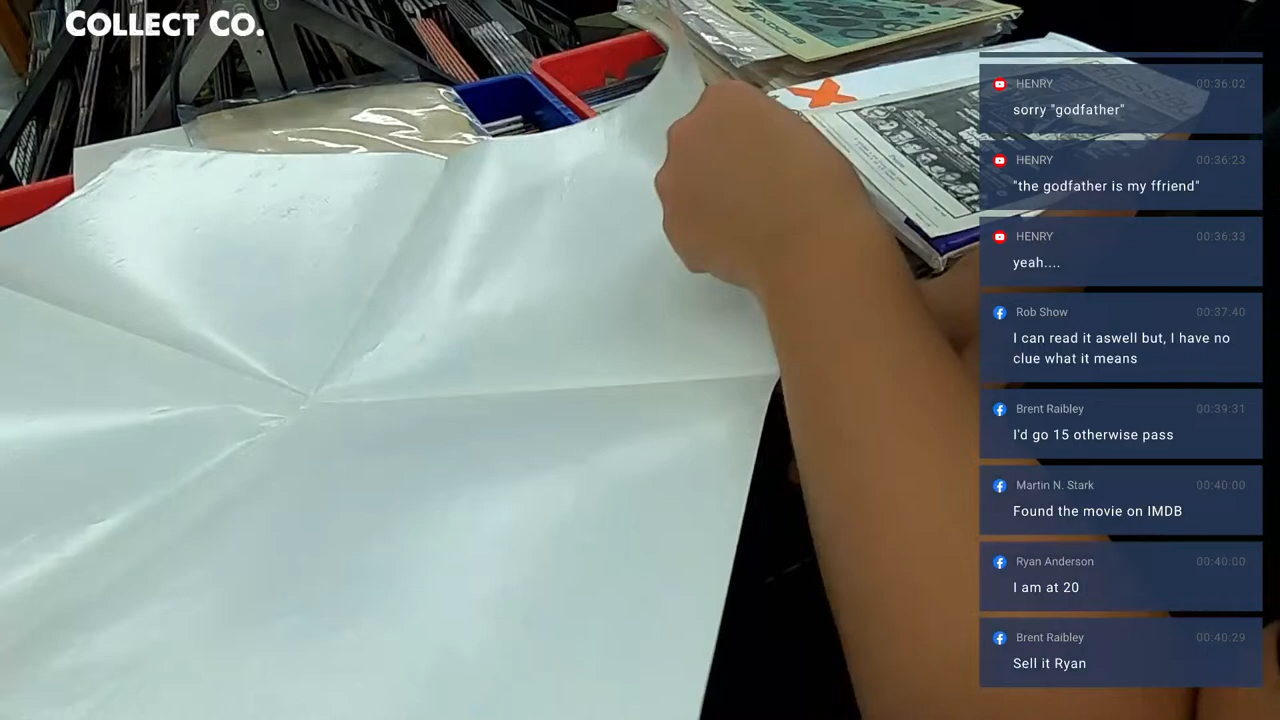 COLLECT CO.
HENRY 00:36:02
sorry "godfather"
HENRY 00:36:23
"the godfather is my ffriend"
HENRY 00:36:33
yeah....
Rob Show 00:37:40
I can read it aswell but, I have no
clue what it means
Brent Raibley 00:39:31
I'd go 15 otherwise pass
Martin N. Stark 00:40:00
Found the movie on IMDB
Ryan Anderson 00:40:00
I am at 20
Brent Raibley 00:40:29
Sell it Ryan